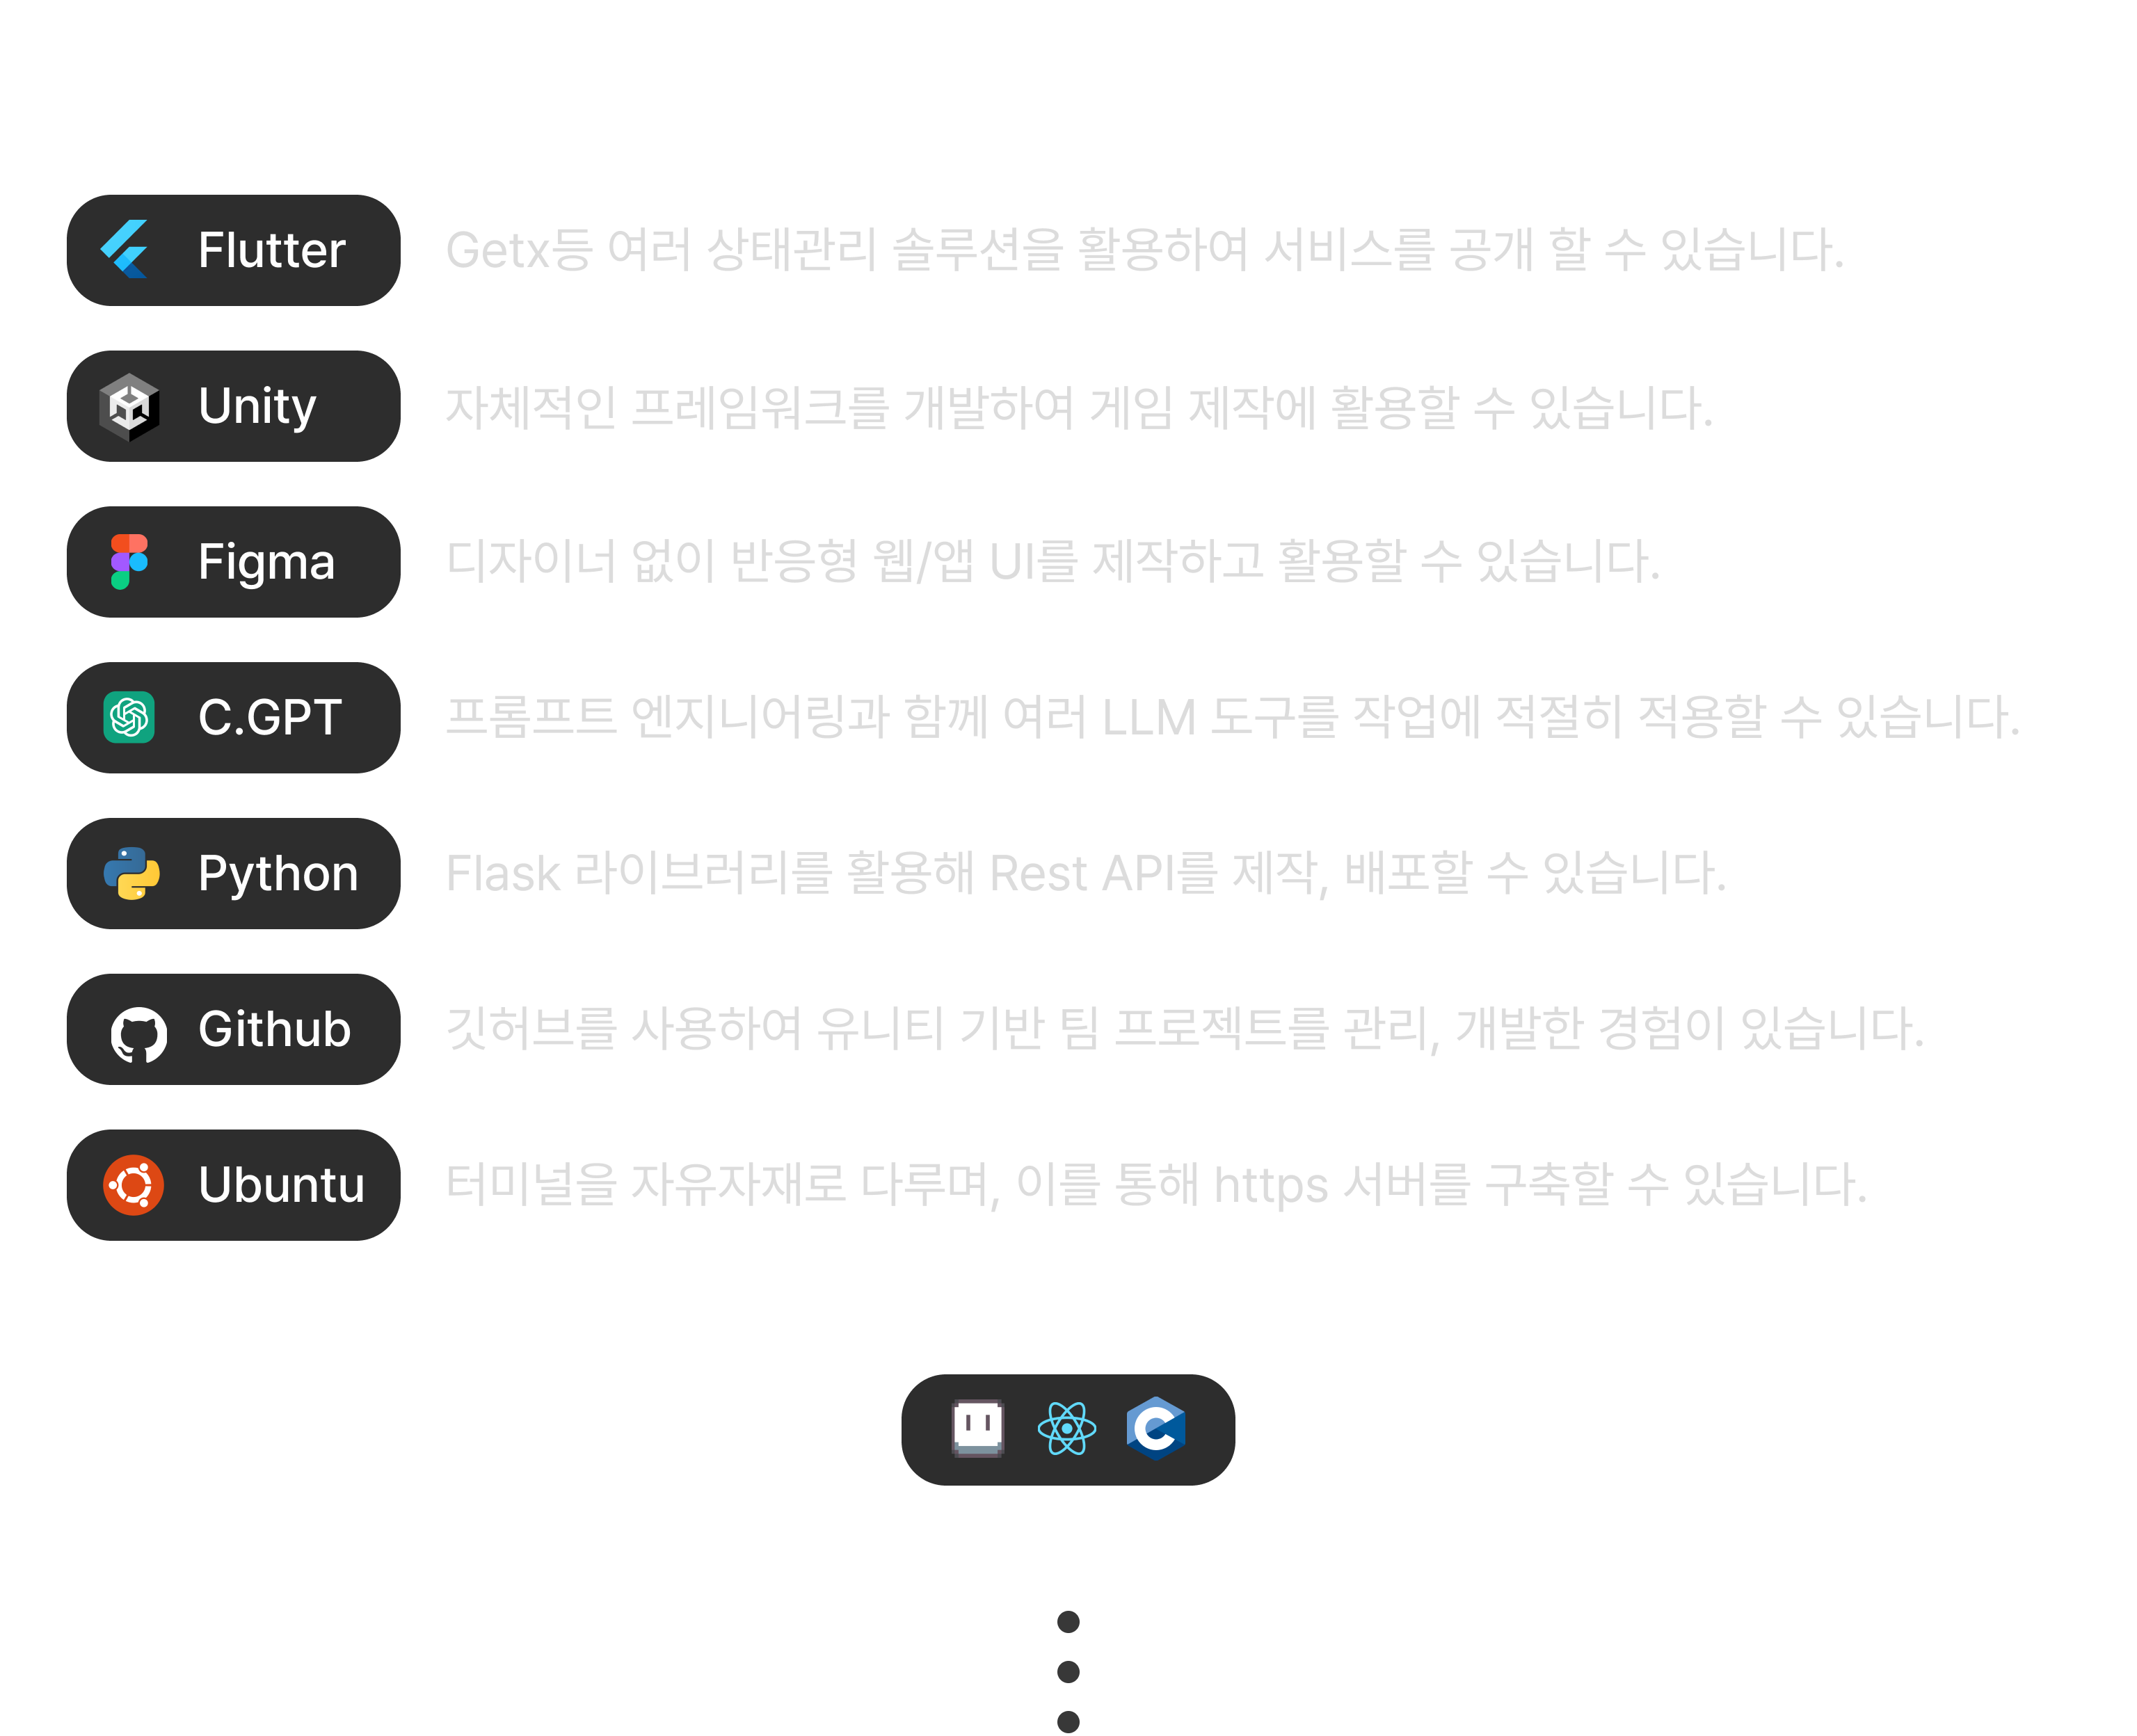 Flutter
Getx등 여러 상태관리 솔루션을 활용하여 서비스를 공개 할 수 있습니다.
Unity
자체적인 프레임워크를 개발하여 게임 제작에 활용할 수 있습니다.
Figma
디자이너 없이 반응형 웹/앱 UI를 제작하고 활용할 수 있습니다.
C.GPT
프롬프트 엔지니어링과 함께 여러 LLM 도구를 작업에 적절히 적용할 수 있습니다.
Python
Flask 라이브러리를 활용해 Rest API를 제작, 배포할 수 있습니다.
Github
깃허브를 사용하여 유니티 기반 팀 프로젝트를 관리, 개발한 경험이 있습니다.
Ubuntu
터미널을 자유자재로 다루며, 이를 통해 https 서버를 구축할 수 있습니다.
C